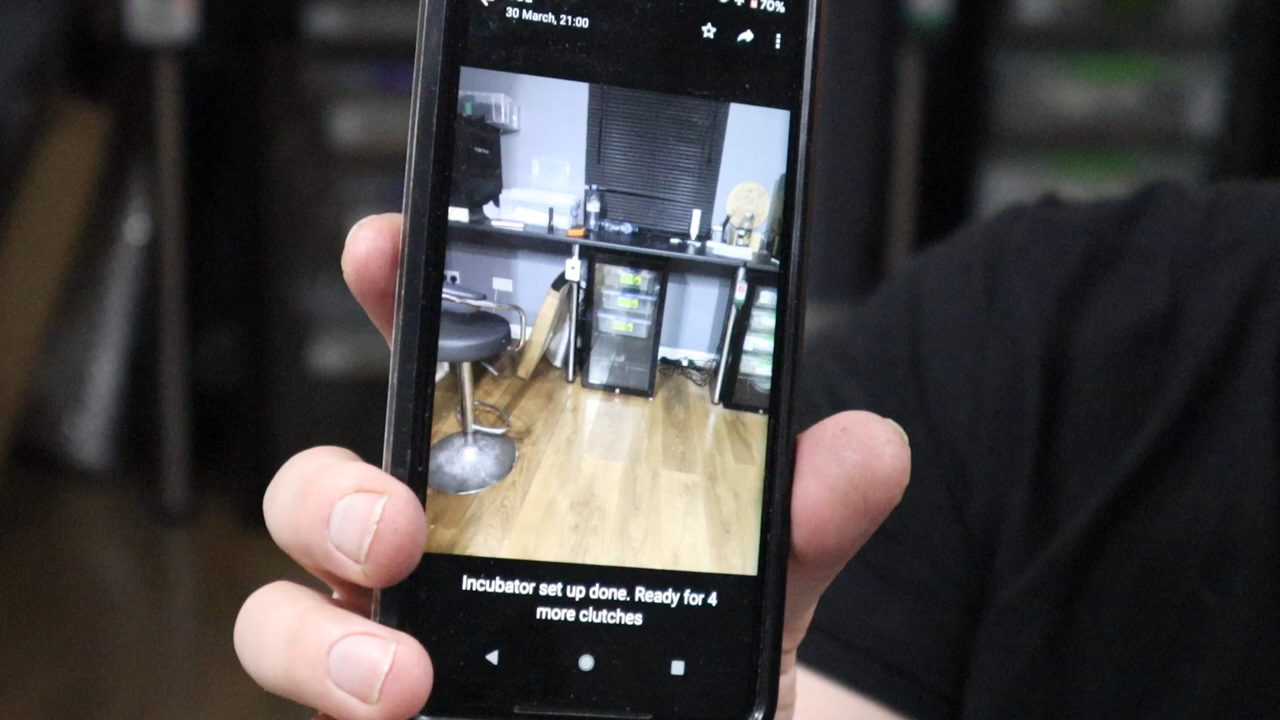 70%
30 March, 21:00
Incubator set up done. Ready for 4
more clutches